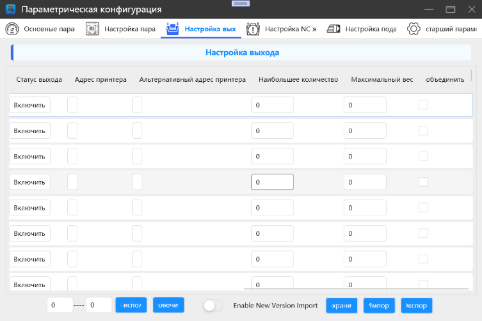 Параметрическая конфигурация
Основные пара Настройка пара Настройка вых Настройка NC з Настройка пода старший парам
Настройка выхода
Статус выхода Адрес принтера Альтернативный адрес принтера Наибольшее количество Максимальный вес объединить
Включить 0 0
Включить 0 0
Включить 0 0
Включить 0 0
Включить 0 0
Включить 0 0
Включить 0 0
Включить 0 0
0 ---- 0 Enable New Version Import храни экспор